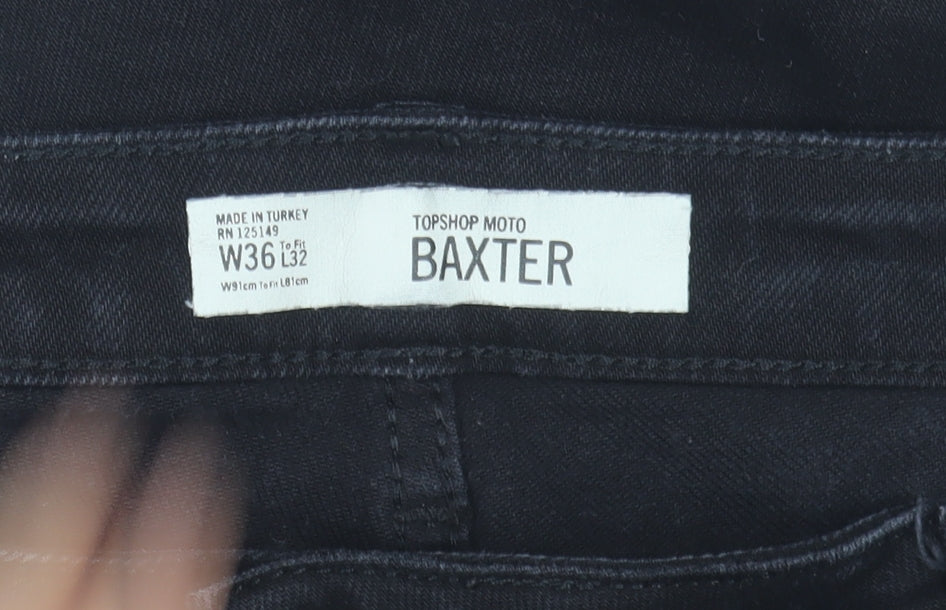 MADE IN TURKEY
RN 125149
W36 To Fit L32
W91cm To Fit L81cm
TOPSHOP MOTO
BAXTER